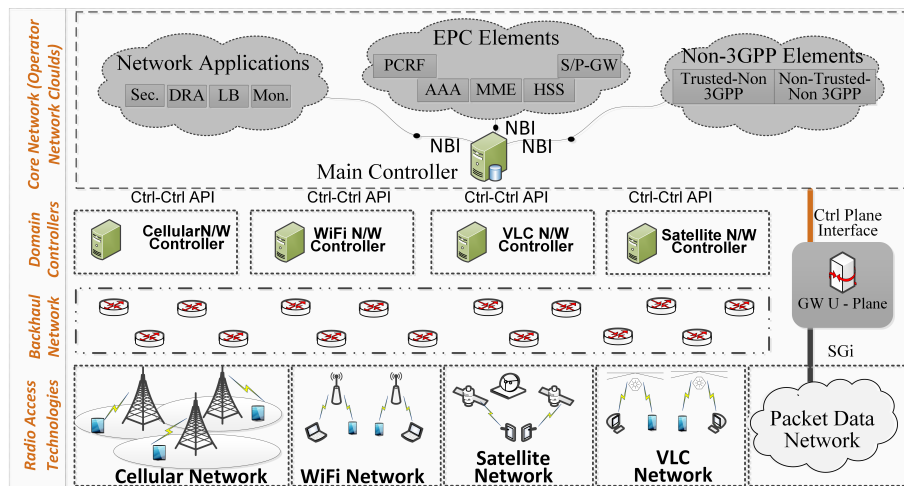 Core Network (Operator
Network Cloulds)
Network Applications
Sec.
DRA
LB
Mon.
EPC Elements
PCRF
S/P-GW
AAA
MME
HSS
Non-3GPP Elements
Trusted-Non
3GPP
Non-Trusted-
Non 3GPP
NBI
NBI
NBI
Main Controller
Domain
Controllers
Ctrl-Ctrl API
Ctrl-Ctrl API
Ctrl-Ctrl API
Ctrl-Ctrl API
CellularN/W
Controller
WiFi N/W
Controller
VLC N/W
Controller
Satellite N/W
Controller
Ctrl Plane
Interface
GW U - Plane
SGi
Backhaul
Network
Radio Access
Technologies
Cellular Network
WiFi Network
Satellite
Network
VLC
Network
Packet Data
Network